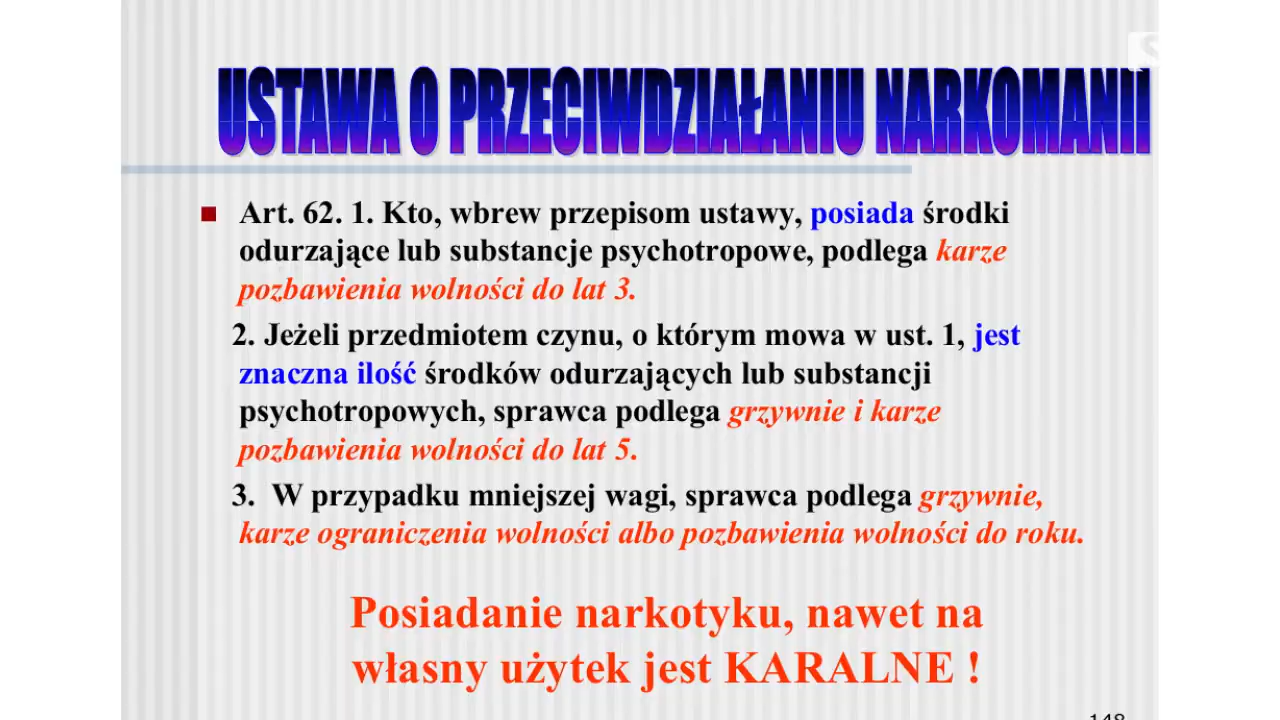 USTAWA O PRZECIWDZIAŁANIU NARKOMANII
Art. 62. 1. Kto, wbrew przepisom ustawy, posiada środki
odurzające lub substancje psychotropowe, podlega karze
pozbawienia wolności do lat 3.
2. Jeżeli przedmiotem czynu, o którym mowa w ust. 1, jest
znaczna ilość środków odurzających lub substancji
psychotropowych, sprawca podlega grzywnie i karze
pozbawienia wolności do lat 5.
3. W przypadku mniejszej wagi, sprawca podlega grzywnie,
karze ograniczenia wolności albo pozbawienia wolności do roku.
Posiadanie narkotyku, nawet na
własny użytek jest KARALNE !